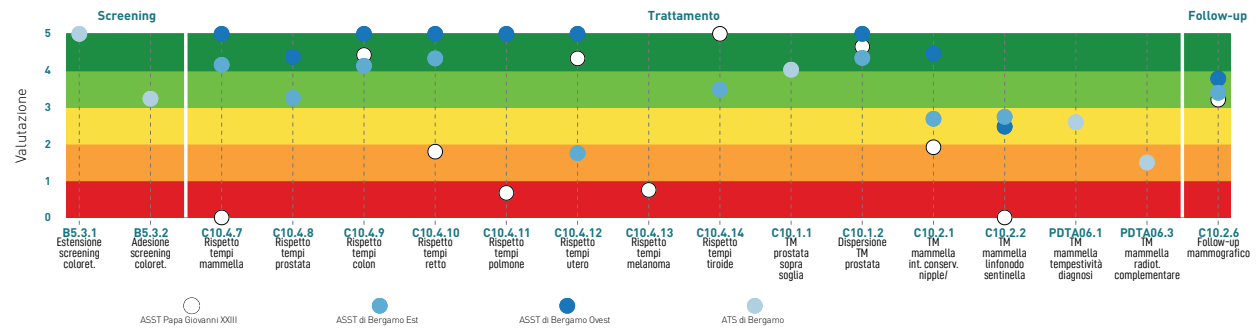 Screening
Trattamento
Follow-up
Valutazione
5
4
3
2
1
0
B5.3.1
Estensione
screening
coloret.
B5.3.2
Adesione
screening
coloret.
C10.4.7
Rispetto
tempi
mammella
C10.4.8
Rispetto
tempi
prostata
C10.4.9
Rispetto
tempi
colon
C10.4.10
Rispetto
tempi
retto
C10.4.11
Rispetto
tempi
polmone
C10.4.12
Rispetto
tempi
utero
C10.4.13
Rispetto
tempi
melanoma
C10.4.14
Rispetto
tempi
tiroide
C10.1.1
TM
prostata
sopra
soglia
C10.1.2
Dispersione
TM
prostata
C10.2.1
TM
mammella
int. conserv.
nipple/
C10.2.2
TM
mammella
linfonodo
sentinella
PDTA06.1
TM
mammella
tempestività
diagnosi
PDTA06.3
TM
mammella
radiot.
complementare
C10.2.6
Follow-up
mammografico
ASST Papa Giovanni XXIII
ASST di Bergamo Est
ASST di Bergamo Ovest
ATS di Bergamo